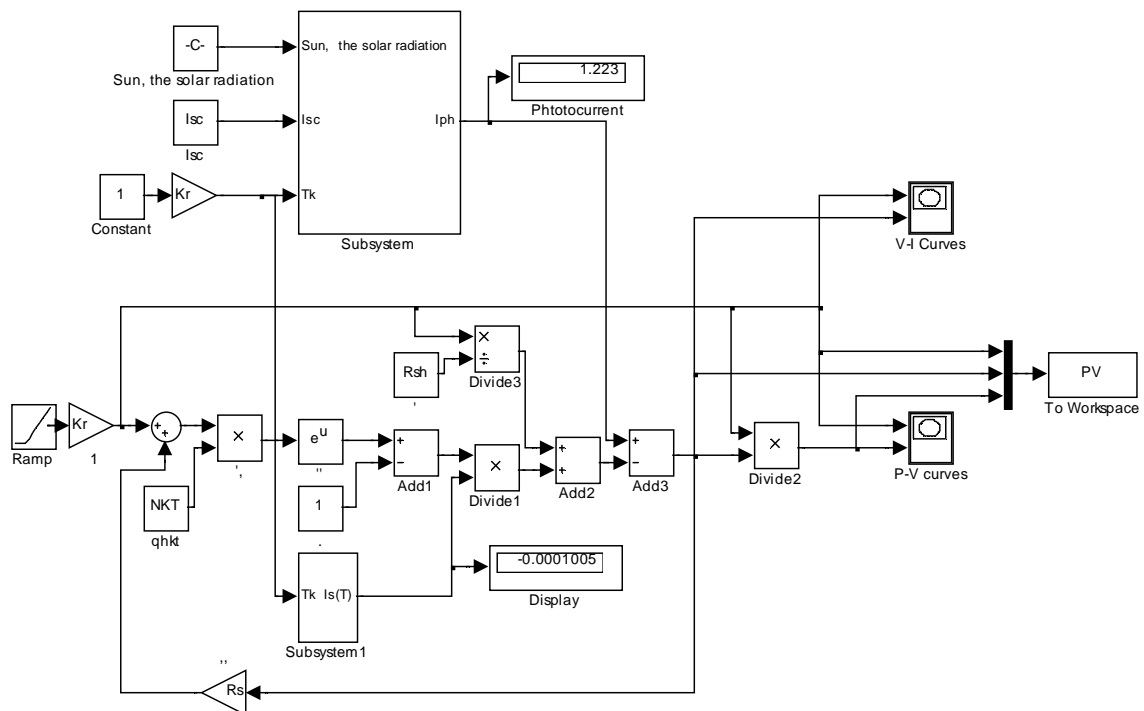 -C-
Sun, the solar radiation
Isc
Isc
1
Constant
Kr
Sun, the solar radiation
Isc
Tk
Iph
Subsystem
1.223
Phtotocurrent
V-I Curves
Ramp
Kr
1
+
+
NKT
qhkt
×
',
e^u
"
1
.
Rsh
'
×
÷
Divide3
+
−
Add1
×
Divide1
+
+
Add2
+
−
Add3
×
Divide2
P-V curves
PV
To Workspace
Tk Is(T)
Subsystem1
-0.0001005
Display
,,
Rs